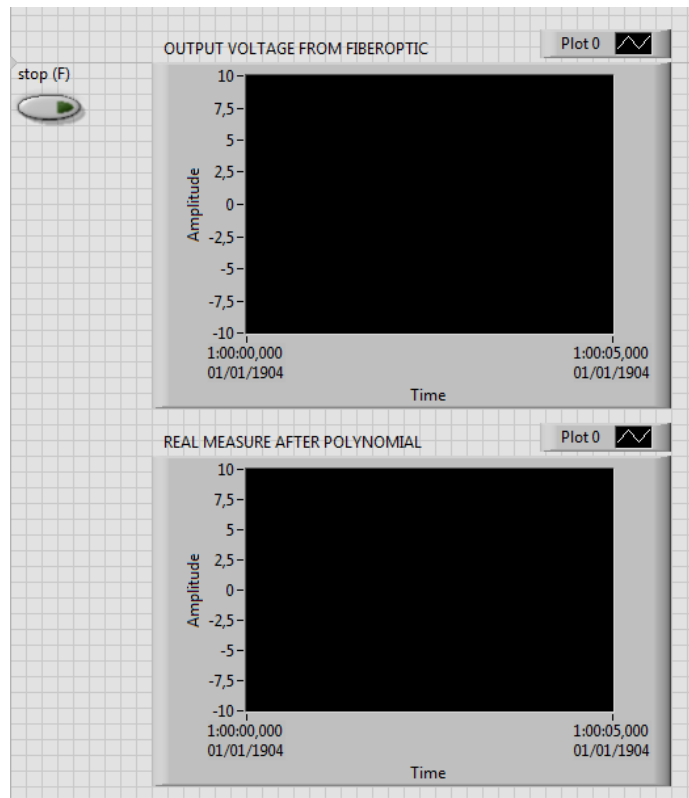 stop (F)
OUTPUT VOLTAGE FROM FIBEROPTIC
Plot 0
10
7,5
5
2,5
0
-2,5
-5
-7,5
-10
Amplitude
1:00:00,000
01/01/1904
1:00:05,000
01/01/1904
Time
REAL MEASURE AFTER POLYNOMIAL
Plot 0
10
7,5
5
2,5
0
-2,5
-5
-7,5
-10
Amplitude
1:00:00,000
01/01/1904
1:00:05,000
01/01/1904
Time